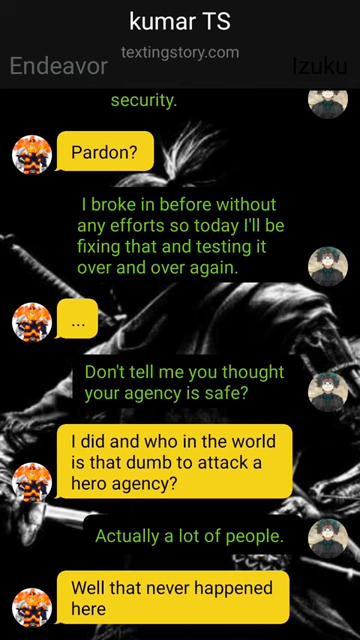 kumar TS
textingstory.com
Endeavor
Izuku
security.
Pardon?
I broke in before without
any efforts so today I'll be
fixing that and testing it
over and over again.
...
Don't tell me you thought
your agency is safe?
I did and who in the world
is that dumb to attack a
hero agency?
Actually a lot of people.
Well that never happened
here